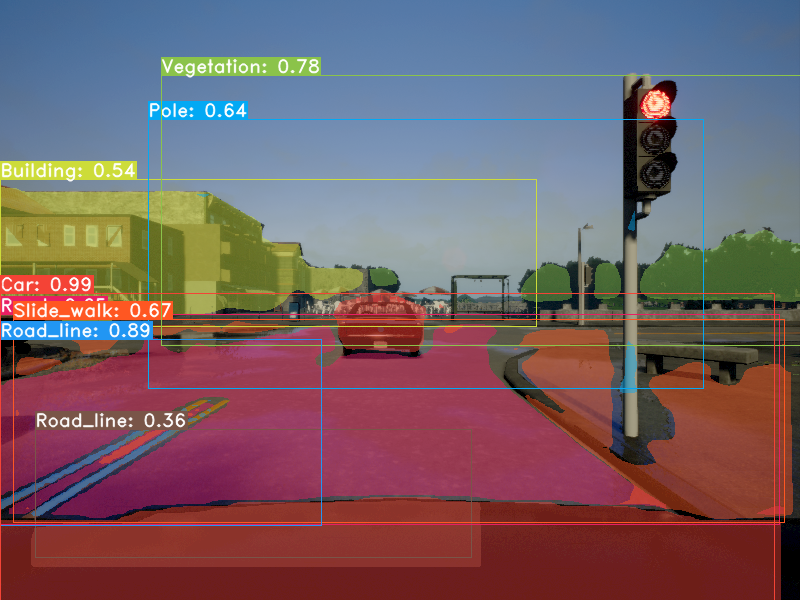 Vegetation: 0.78
Pole: 0.64
Building: 0.54
Car: 0.99
Slide_walk: 0.67
Road_line: 0.89
Road_line: 0.36